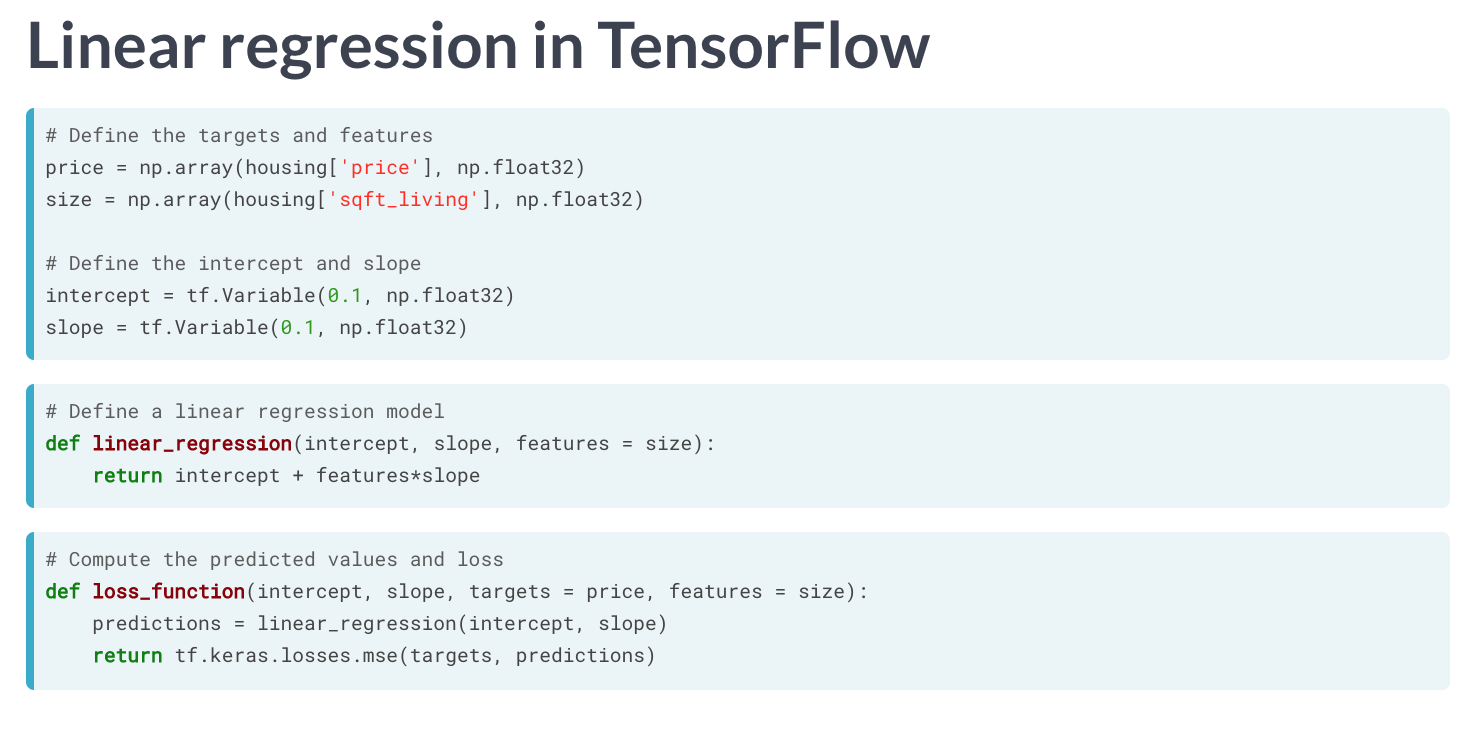 Linear regression in TensorFlow
# Define the targets and features
price = np.array(housing['price'], np.float32)
size = np.array(housing['sqft_living'], np.float32)
# Define the intercept and slope
intercept = tf.Variable(0.1, np.float32)
slope = tf.Variable(0.1, np.float32)
# Define a linear regression model
def linear_regression(intercept, slope, features = size):
    return intercept + features*slope
# Compute the predicted values and loss
def loss_function(intercept, slope, targets = price, features = size):
    predictions = linear_regression(intercept, slope)
    return tf.keras.losses.mse(targets, predictions)